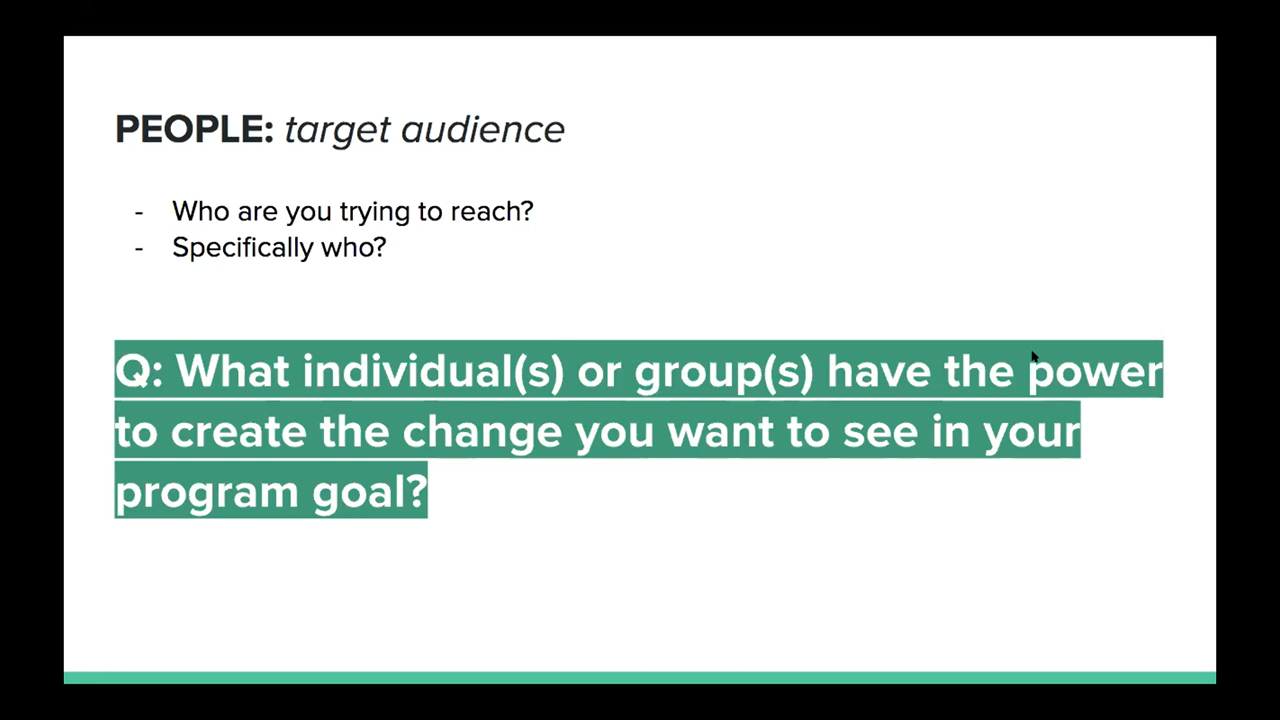 PEOPLE: target audience
- Who are you trying to reach?
- Specifically who?
Q: What individual(s) or group(s) have the power
to create the change you want to see in your
program goal?